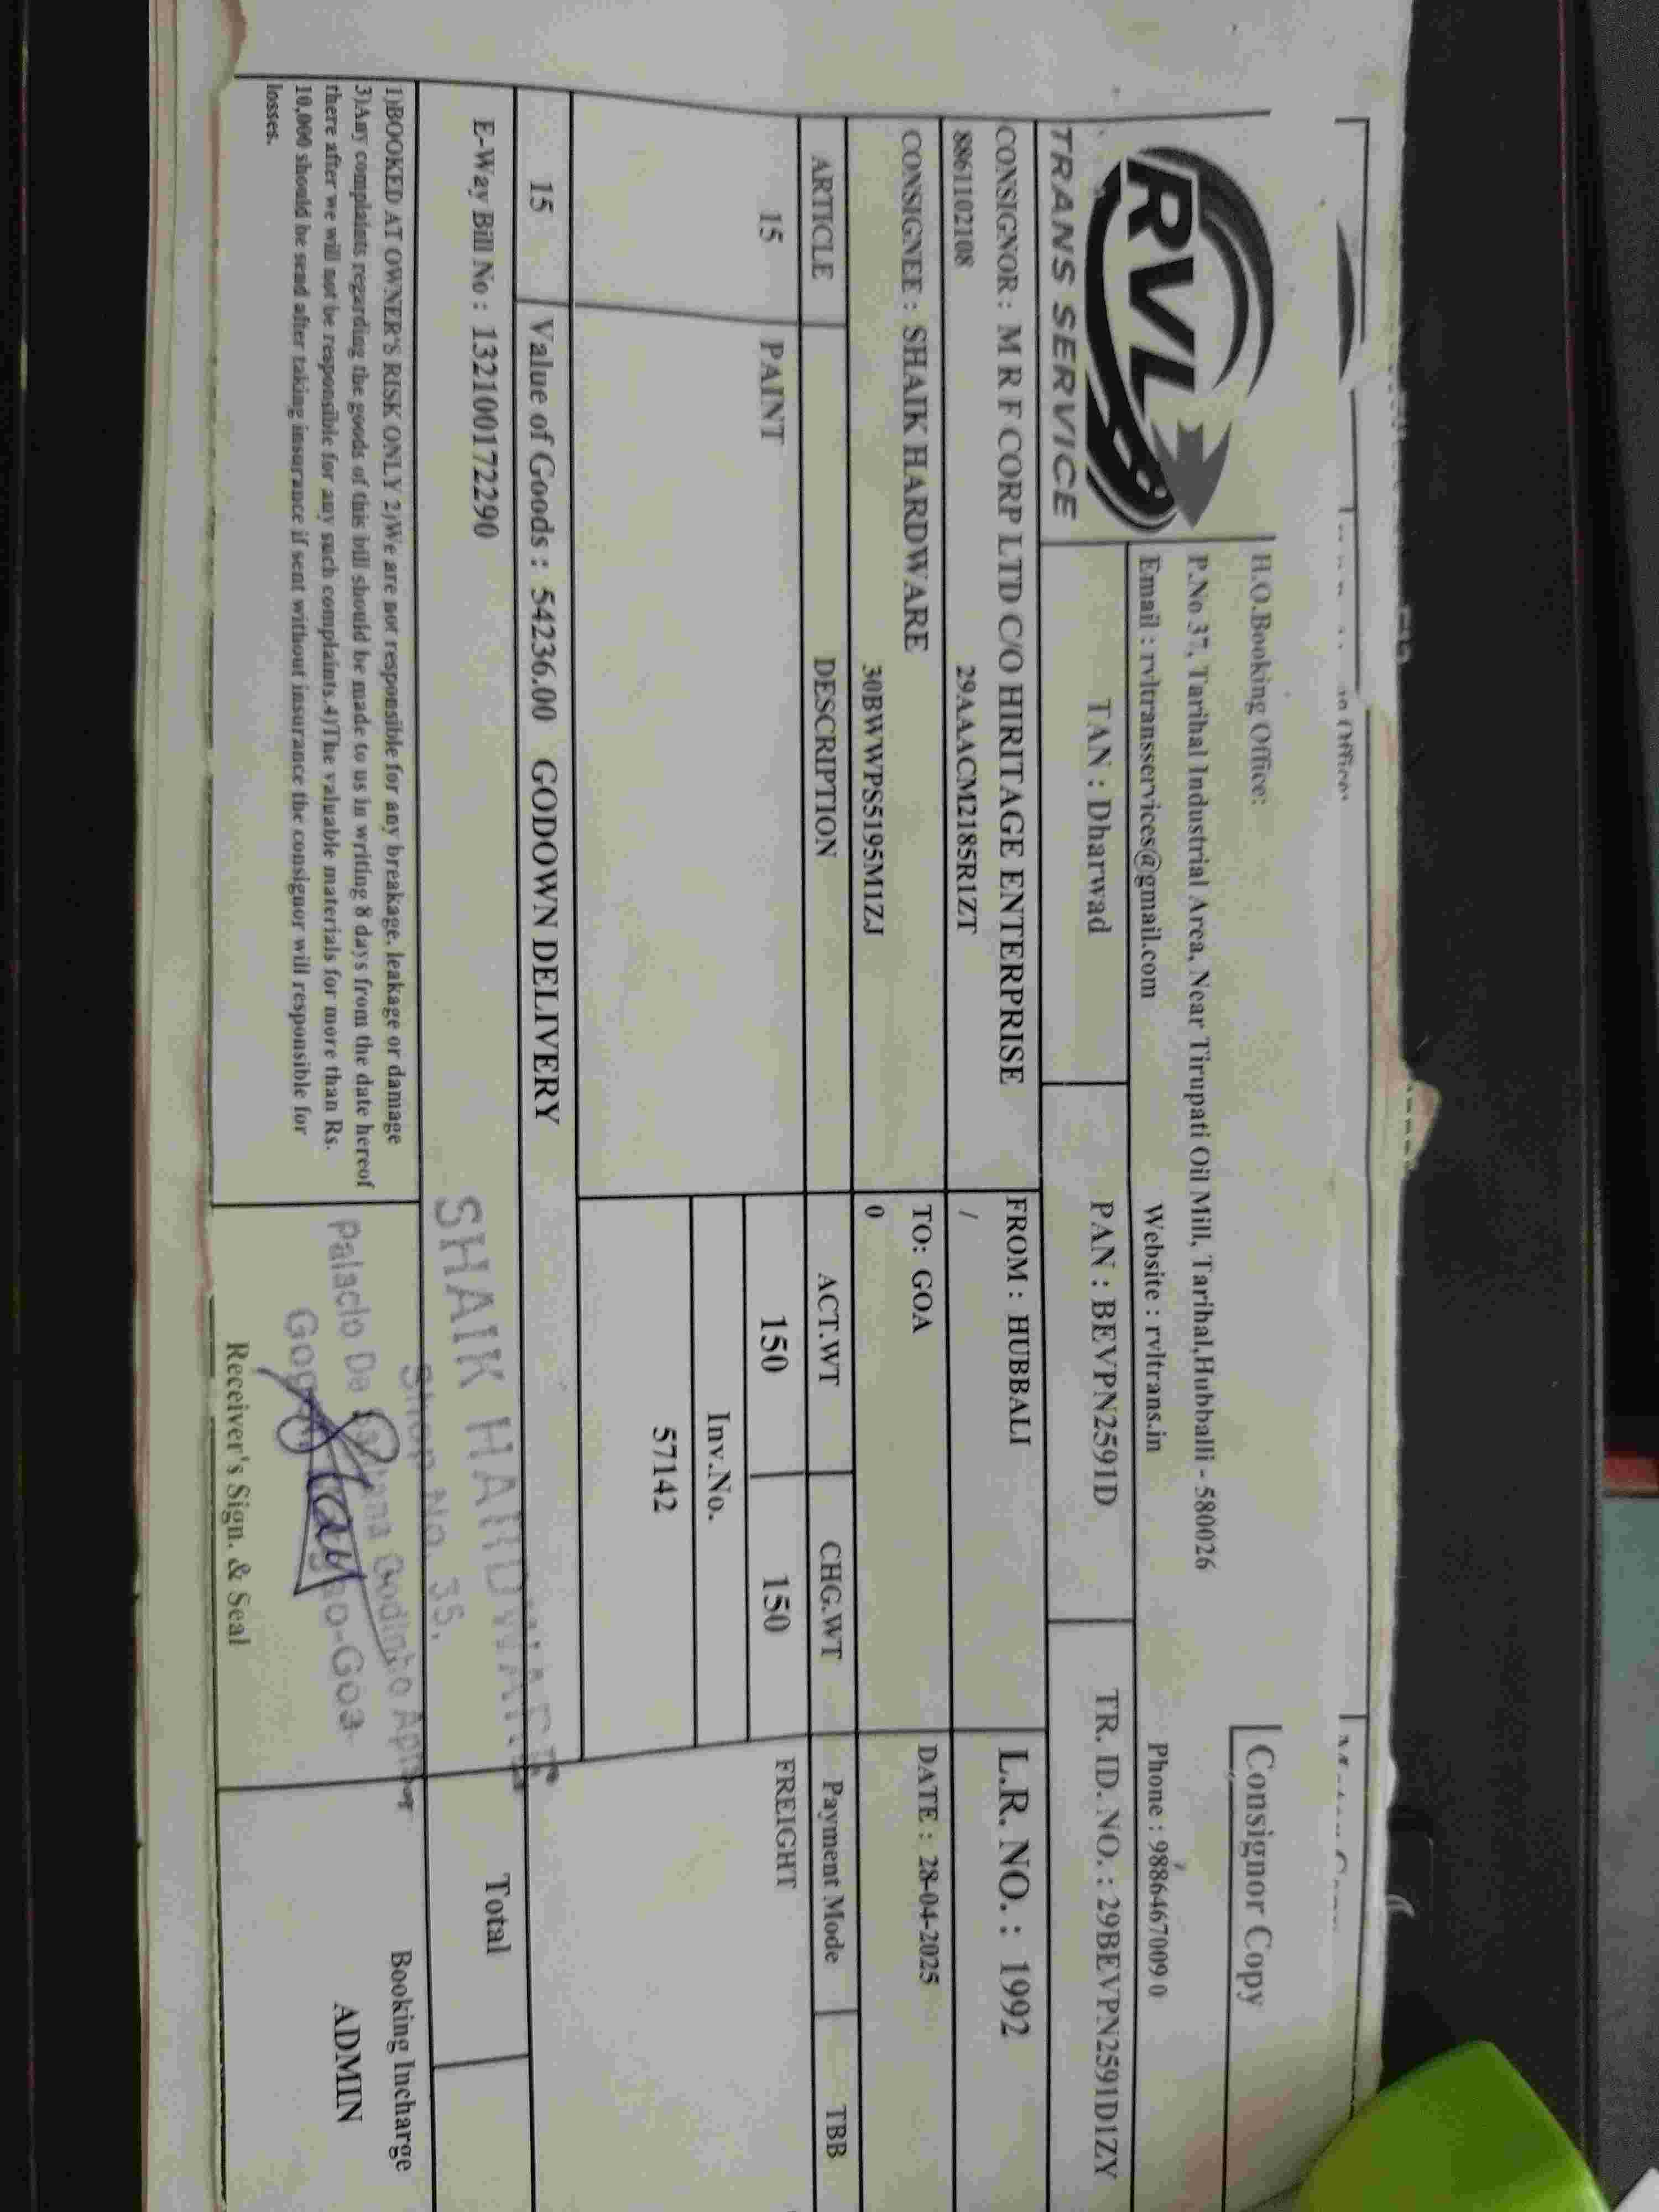 RVL
TRANS SERVICE
H.O.Booking Office:
Consignor Copy
P.No 37, Tarihal Industrial Area, Near Tirupati Oil Mill, Tarihal,Hubballi - 580026
Email : rvltransservices@gmail.com Website : rvltrans.in Phone : 9886467009 0
TAN : Dharwad PAN : BEVPN2591D TR. ID. NO. : 29BEVPN2591D1ZY
CONSIGNOR : M R F CORP LTD C/O HIRITAGE ENTERPRISE FROM : HUBBALI L.R. NO. : 1992
8861102108 29AAACM2185R1ZT /
CONSIGNEE : SHAIK HARDWARE TO: GOA DATE : 28-04-2025
30BWWPS5195M1ZJ 0
ARTICLE DESCRIPTION ACT.WT CHG.WT Payment Mode TBB
15 PAINT 150 150 FREIGHT
Inv.No.
57142
15 Value of Goods : 54236.00 GODOWN DELIVERY
E-Way Bill No : 132100172290 Total
SHAIK HARDWARE
Shop No. 35,
1)BOOKED AT OWNER'S RISK ONLY 2)We are not responsible for any breakage, leakage or damage
3)Any complaints regarding the goods of this bill should be made to us in writing 8 days from the date hereof
there after we will not be responsible for any such complaints.4)The valuable materials for more than Rs.
10,000 should be send after taking insurance if sent without insurance the consignor will responsible for
losses.
Palacio Da Godinho
Goa
Receiver's Sign. & Seal
Booking Incharge
ADMIN